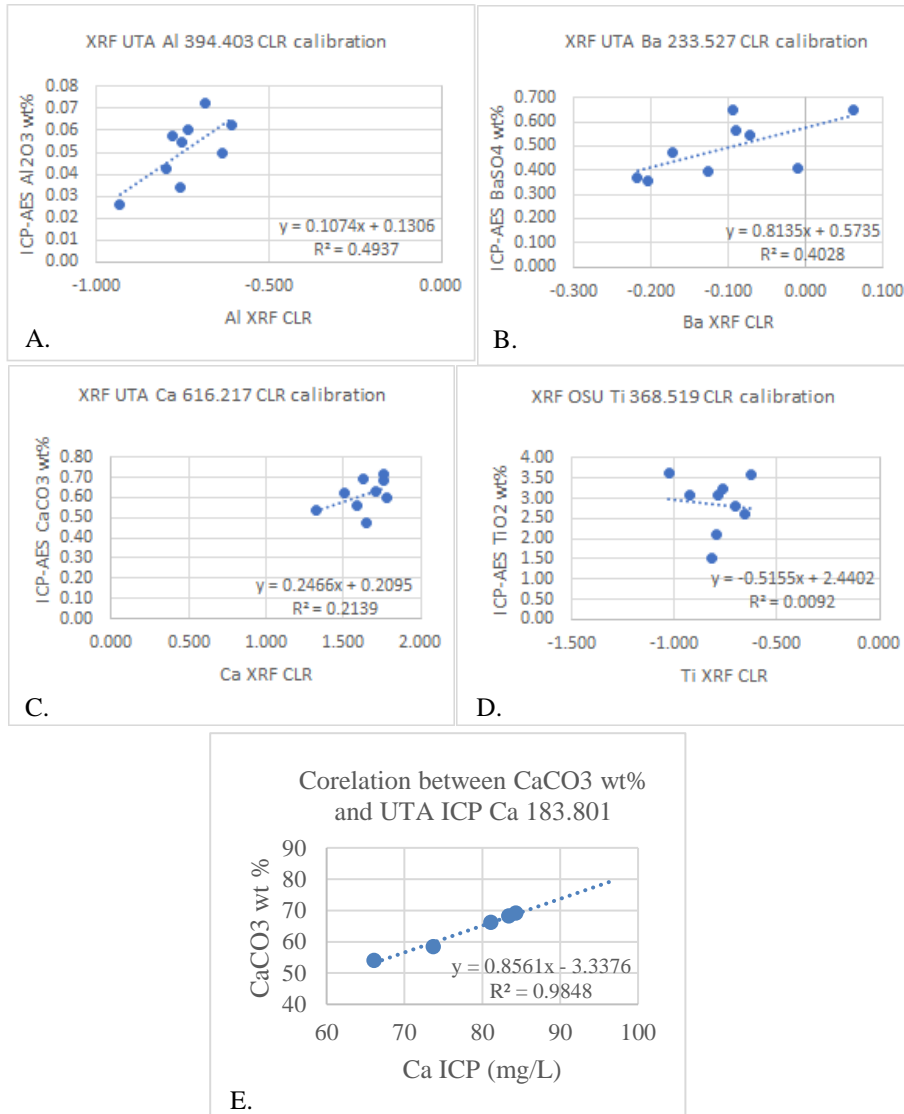 XRF UTA Al 394.403 CLR calibration
ICP-AES Al2O3 wt%
0.08
0.07
0.06
0.05
0.04
0.03
0.02
0.01
0.00
y = 0.1074x + 0.1306
R² = 0.4937
-1.000
-0.500
0.000
Al XRF CLR
A.
XRF UTA Ba 233.527 CLR calibration
ICP-AES BaSO4 wt%
0.700
0.600
0.500
0.400
0.300
0.200
0.100
0.000
y = 0.8135x + 0.5735
R² = 0.4028
-0.300
-0.200
-0.100
0.000
0.100
Ba XRF CLR
B.
XRF UTA Ca 616.217 CLR calibration
ICP-AES CaCO3 wt%
0.80
0.70
0.60
0.50
0.40
0.30
0.20
0.10
0.00
y = 0.2466x + 0.2095
R² = 0.2139
0.000
0.500
1.000
1.500
2.000
Ca XRF CLR
C.
XRF OSU Ti 368.519 CLR calibration
ICP-AES TiO2 wt%
4.00
3.50
3.00
2.50
2.00
1.50
1.00
0.50
0.00
y = -0.5155x + 2.4402
R² = 0.0092
-1.500
-1.000
-0.500
0.000
Ti XRF CLR
D.
Corelation between CaCO3 wt%
and UTA ICP Ca 183.801
CaCO3 wt %
90
80
70
60
50
40
y = 0.8561x - 3.3376
R² = 0.9848
60
70
80
90
100
Ca ICP (mg/L)
E.